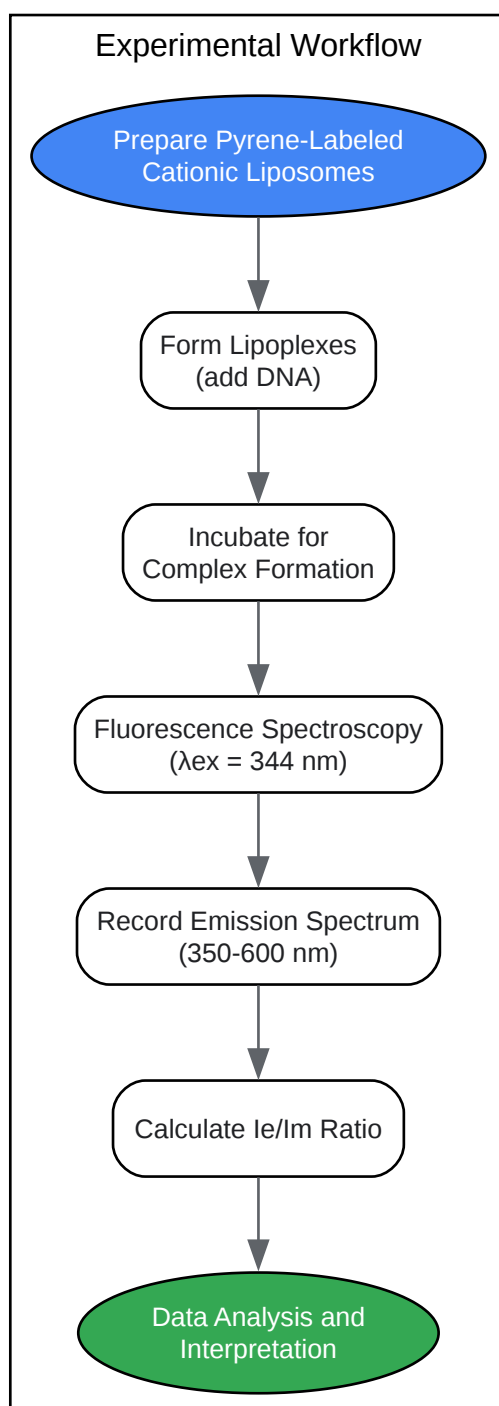 Experimental Workflow
Prepare Pyrene-Labeled
Cationic Liposomes
Form Lipoplexes
(add DNA)
Incubate for
Complex Formation
Fluorescence Spectroscopy
(λex = 344 nm)
Record Emission Spectrum
(350-600 nm)
Calculate Ie/Im Ratio
Data Analysis and
Interpretation